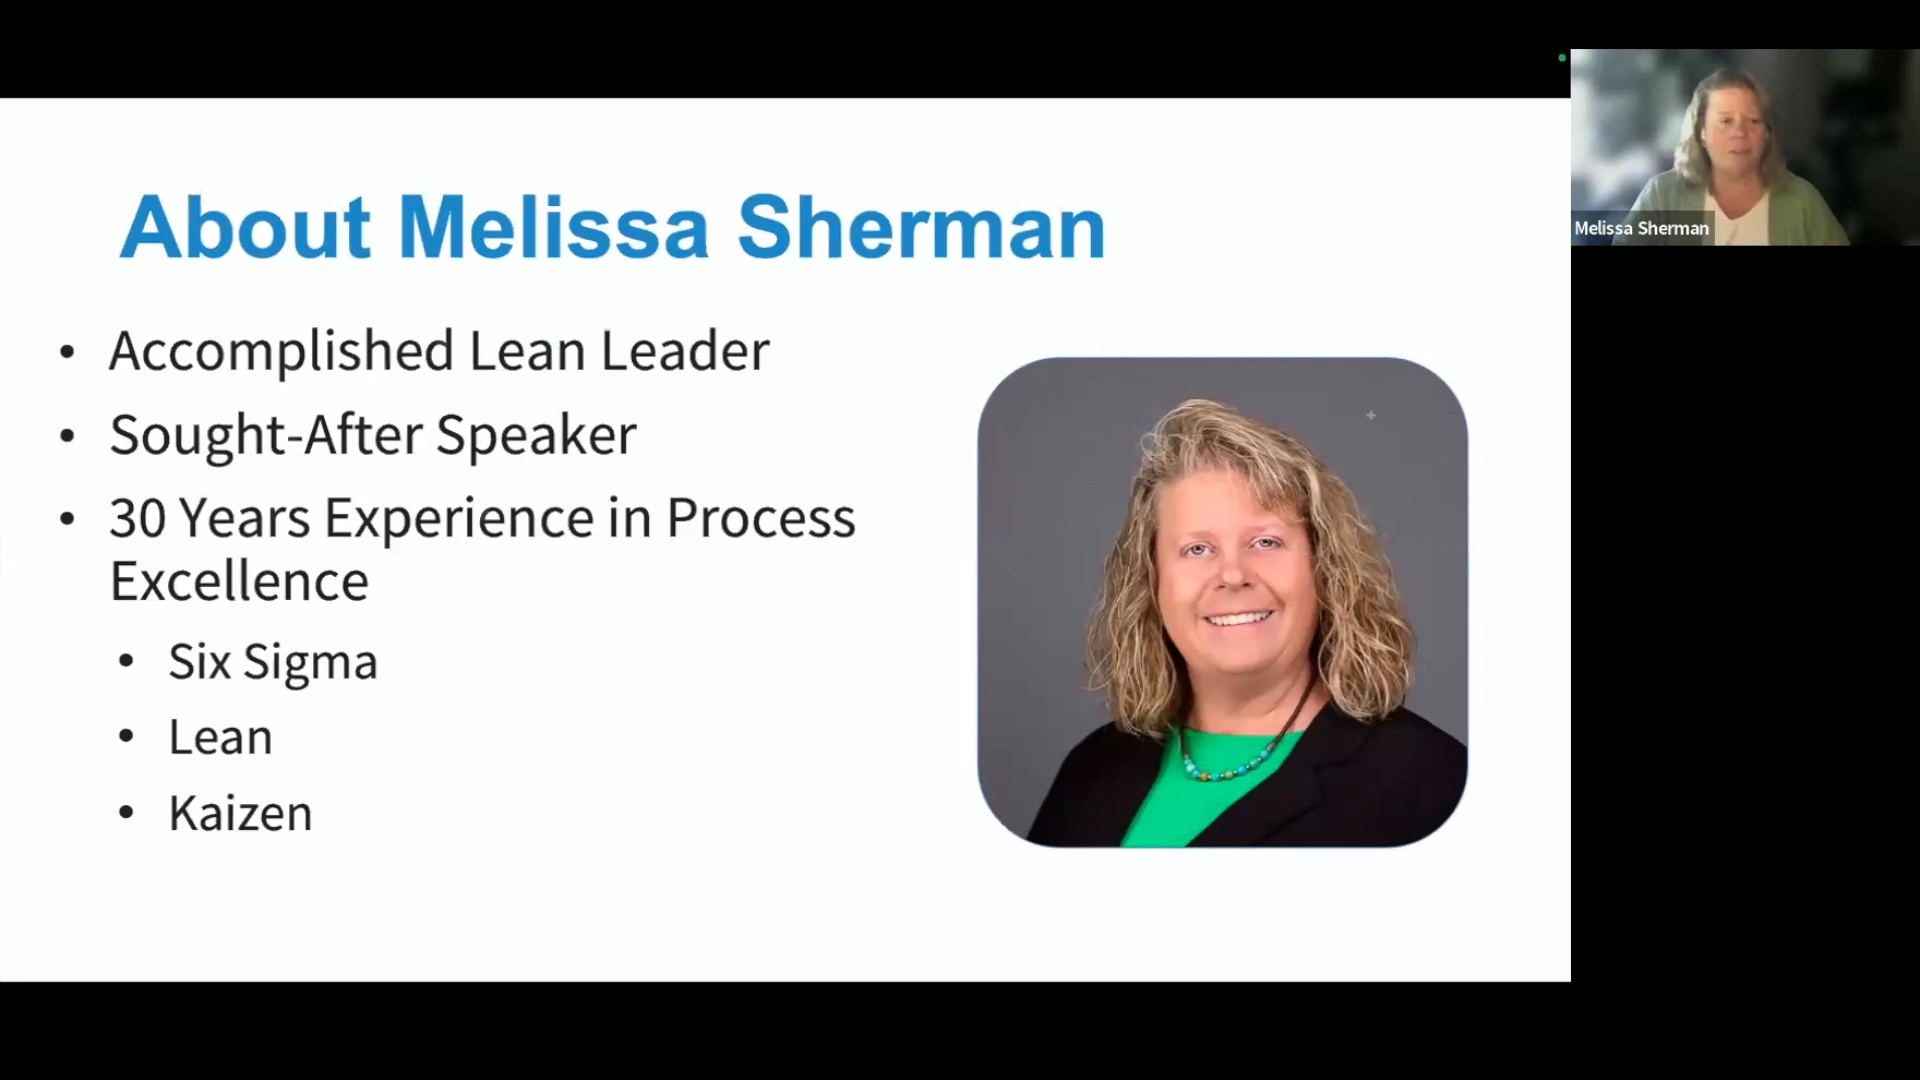 About Melissa Sherman
• Accomplished Lean Leader
• Sought-After Speaker
• 30 Years Experience in Process
Excellence
• Six Sigma
• Lean
• Kaizen
Melissa Sherman